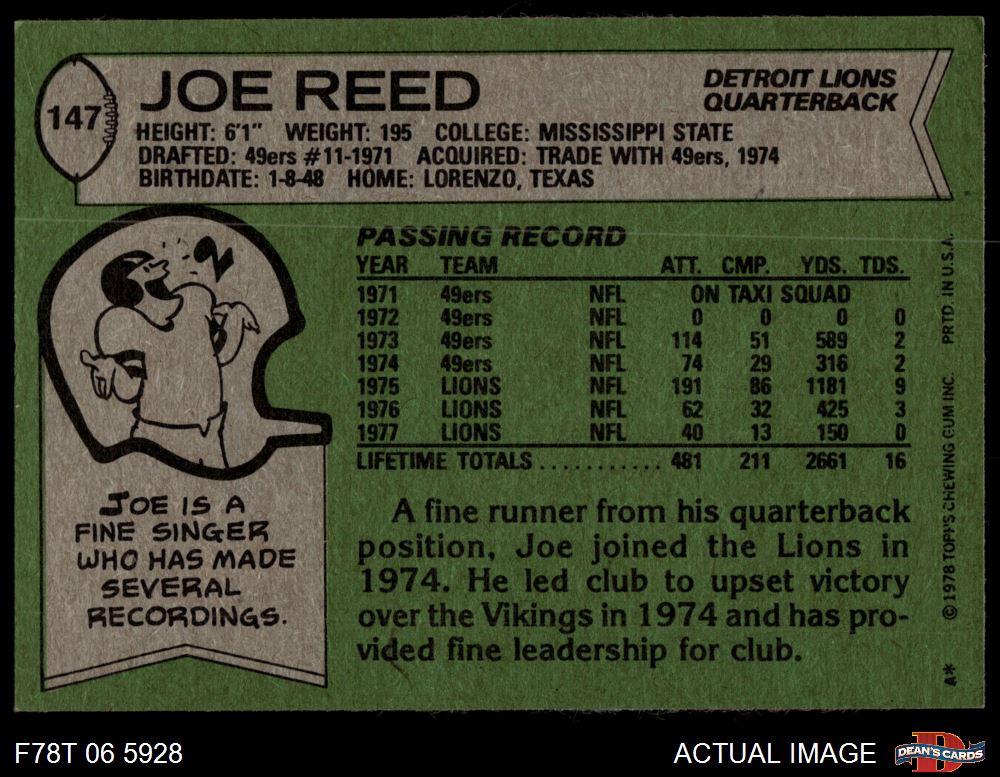 147
JOE REED
DETROIT LIONS
QUARTERBACK
HEIGHT: 6'1" WEIGHT: 195 COLLEGE: MISSISSIPPI STATE
DRAFTED: 49ers #11-1971 ACQUIRED: TRADE WITH 49ers, 1974
BIRTHDATE: 1-8-48 HOME: LORENZO, TEXAS
JOE IS A
FINE SINGER
WHO HAS MADE
SEVERAL
RECORDINGS.
PASSING RECORD
YEAR TEAM ATT. CMP. YDS. TDS.
1971 49ers NFL ON TAXI SQUAD
1972 49ers NFL 0 0 0 0
1973 49ers NFL 114 51 589 2
1974 49ers NFL 74 29 316 2
1975 LIONS NFL 191 86 1181 9
1976 LIONS NFL 62 32 425 3
1977 LIONS NFL 40 13 150 0
LIFETIME TOTALS........... 481 211 2661 16
A fine runner from his quarterback
position, Joe joined the Lions in
1974. He led club to upset victory
over the Vikings in 1974 and has pro-
vided fine leadership for club.
A* ©1978 TOPPS CHEWING GUM INC. PRTD. IN U.S.A.
F78T 06 5928
ACTUAL IMAGE
D
DEAN'S CARDS